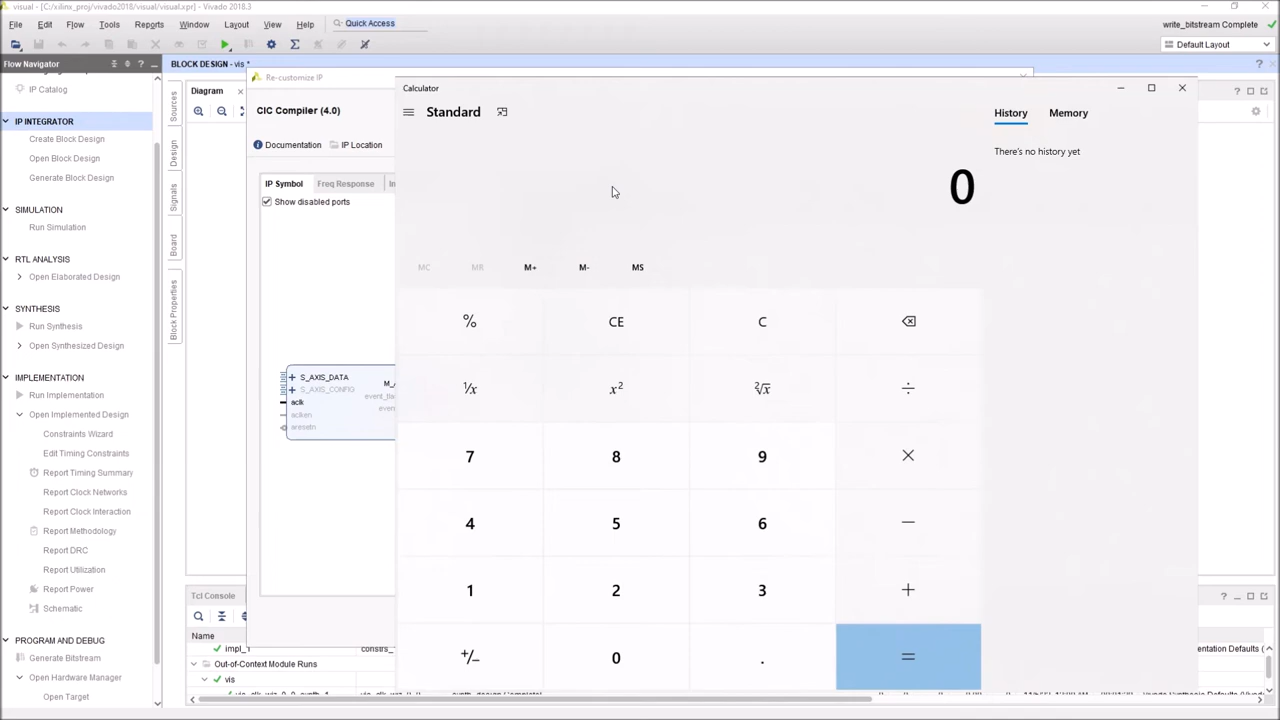 visual - [C:/xilinx_proj/vivado2018/visual/visual.xpr] - Vivado 2018.3
File Edit Flow Tools Reports Window Layout View Help Quick Access
write_bitstream Complete
Default Layout
Flow Navigator
BLOCK DESIGN - vis *
IP Catalog
IP INTEGRATOR
Create Block Design
Open Block Design
Generate Block Design
SIMULATION
Run Simulation
RTL ANALYSIS
Open Elaborated Design
SYNTHESIS
Run Synthesis
Open Synthesized Design
IMPLEMENTATION
Run Implementation
Open Implemented Design
Constraints Wizard
Edit Timing Constraints
Report Timing Summary
Report Clock Networks
Report Clock Interaction
Report Methodology
Report DRC
Report Utilization
Report Power
Schematic
PROGRAM AND DEBUG
Generate Bitstream
Open Hardware Manager
Open Target
Sources
Design
Signals
Board
Block Properties
Diagram
Re-customize IP
CIC Compiler (4.0)
Documentation IP Location
IP Symbol Freq Response
Show disabled ports
S_AXIS_DATA
S_AXIS_CONFIG
aclk
aclken
aresetn
Calculator
Standard
History Memory
There's no history yet
0
MC MR M+ M- MS
% CE C
¹/x x² ²√x ÷
7 8 9 ×
4 5 6 −
1 2 3 +
+/− 0 . =
Tcl Console
Name
impl_1 constrs_
Out-of-Context Module Runs
vis